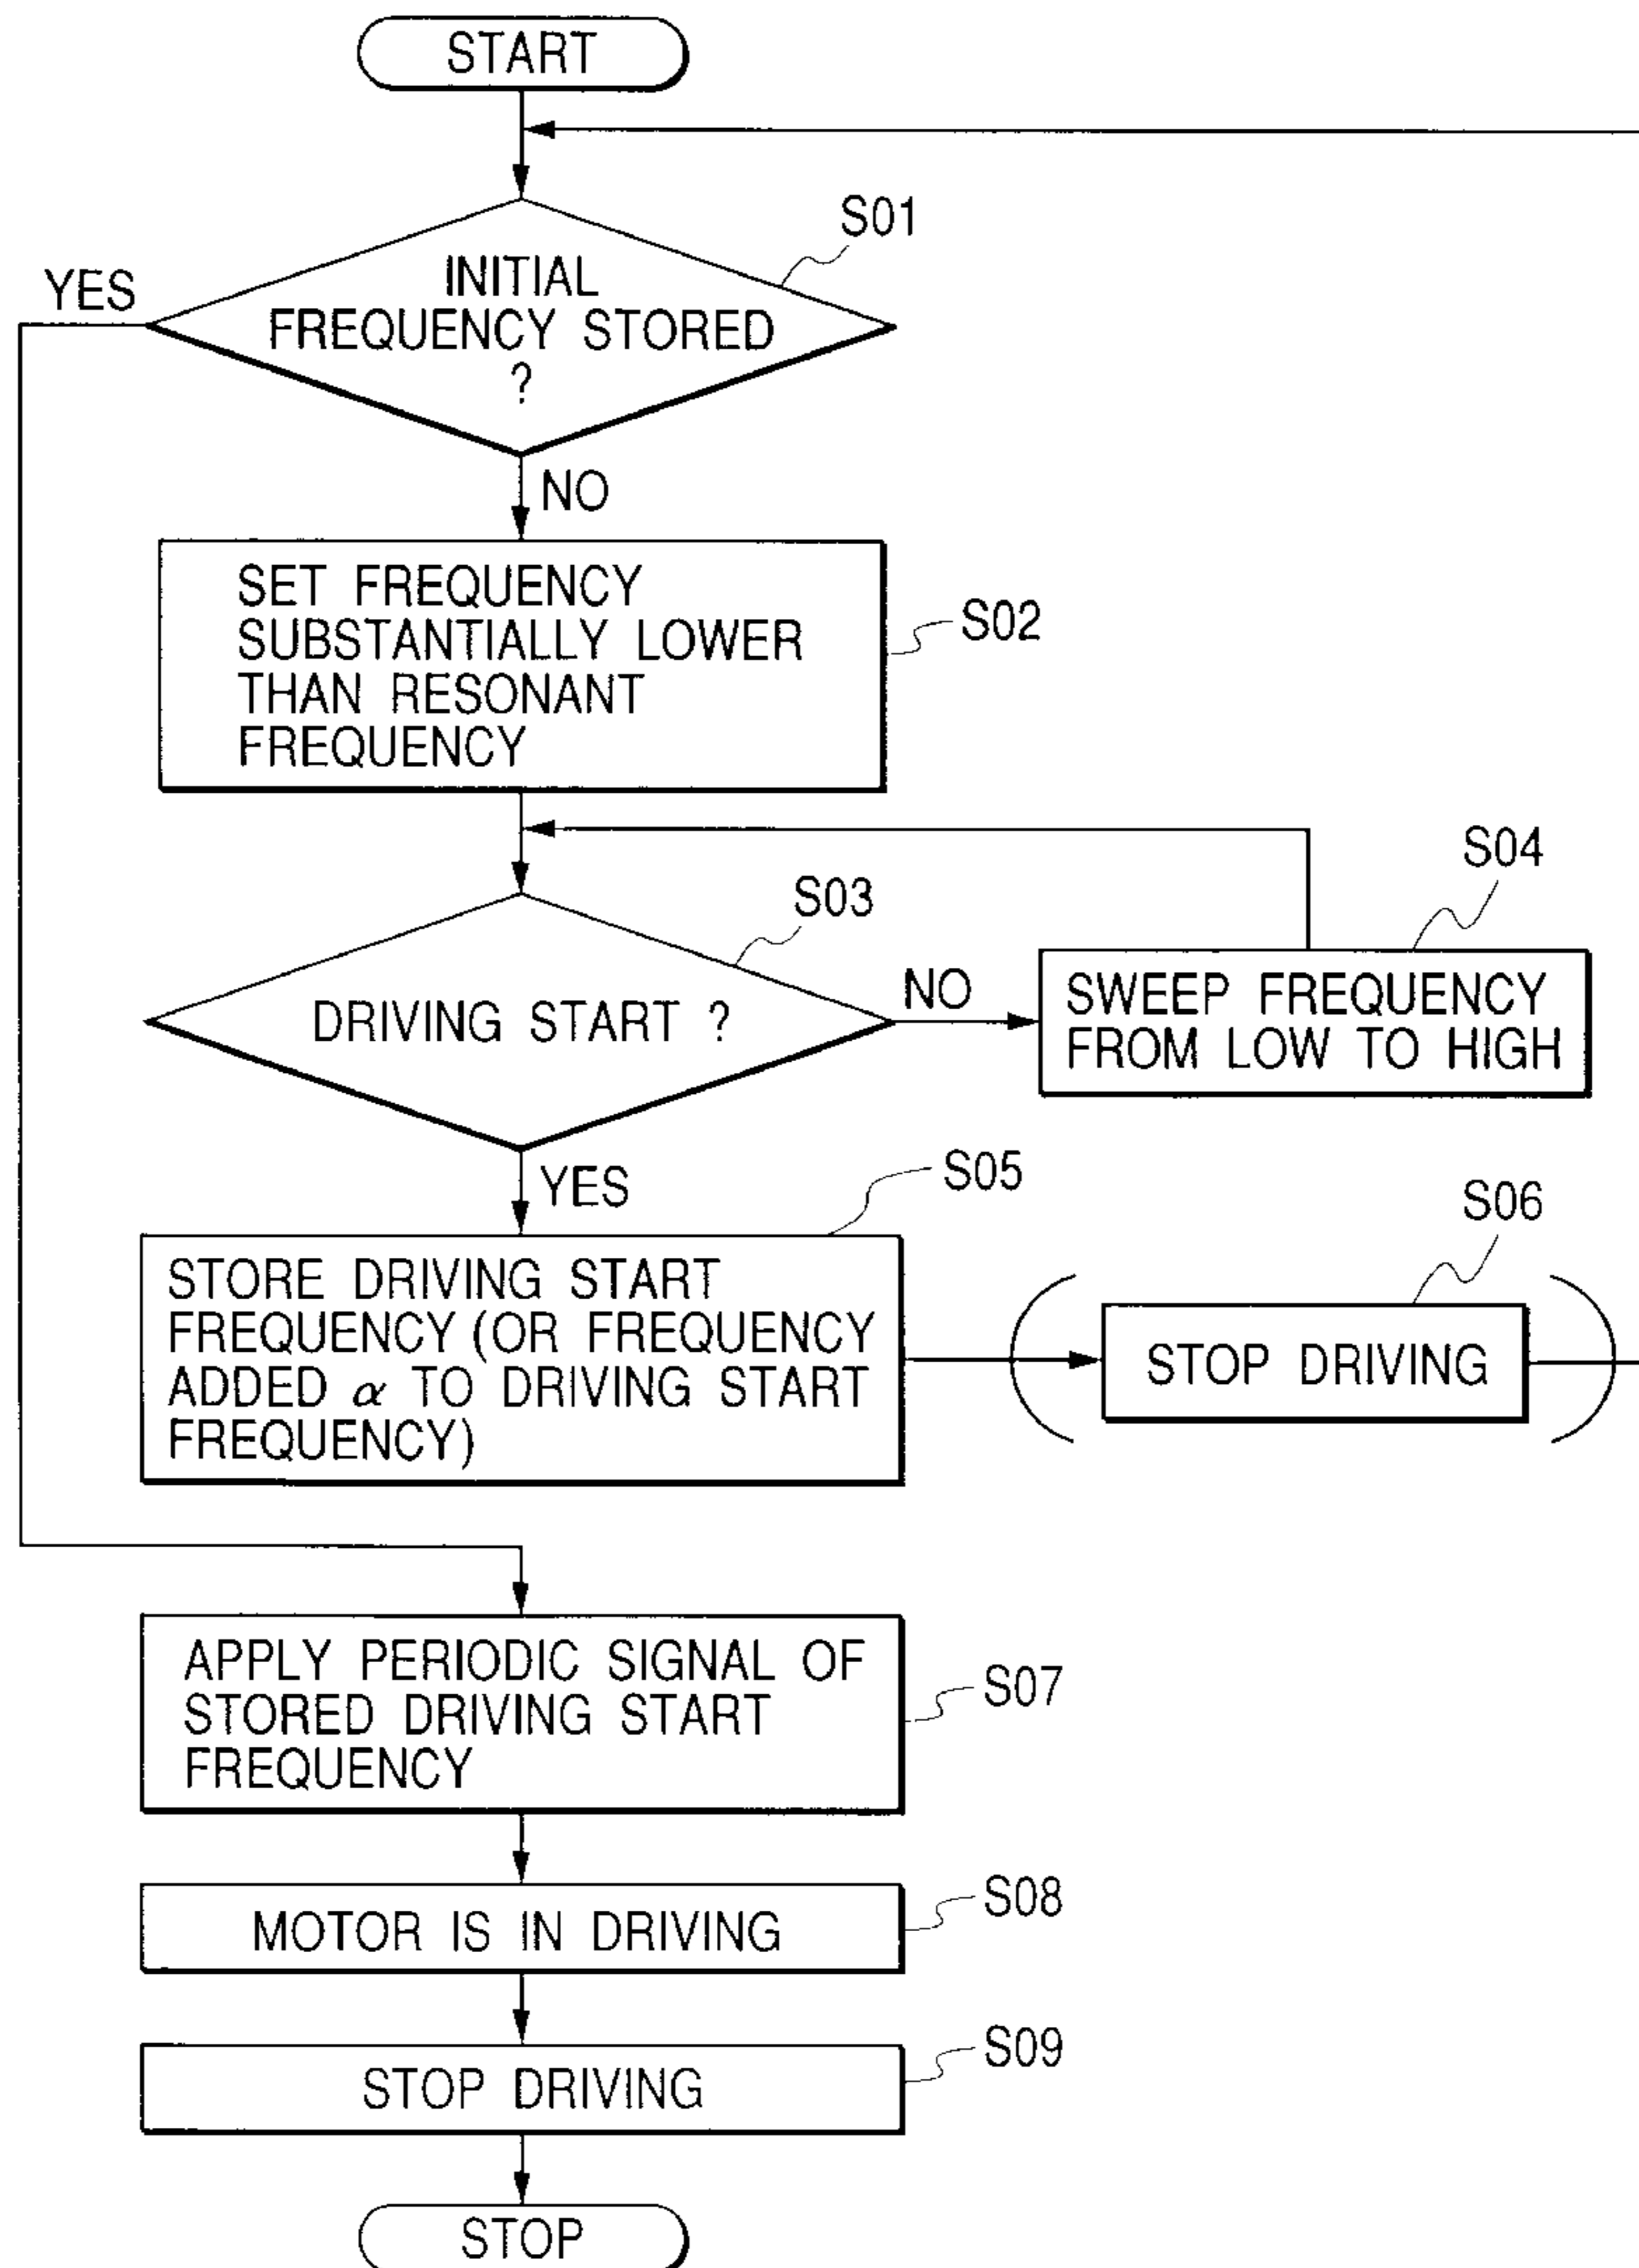 START
S01
YES
INITIAL
FREQUENCY STORED
?
NO
SET FREQUENCY
SUBSTANTIALLY LOWER
THAN RESONANT
FREQUENCY
S02
S03
DRIVING START ?
NO
S04
SWEEP FREQUENCY
FROM LOW TO HIGH
YES
S05
STORE DRIVING START
FREQUENCY (OR FREQUENCY
ADDED α TO DRIVING START
FREQUENCY)
S06
STOP DRIVING
APPLY PERIODIC SIGNAL OF
STORED DRIVING START
FREQUENCY
S07
MOTOR IS IN DRIVING
S08
STOP DRIVING
S09
STOP